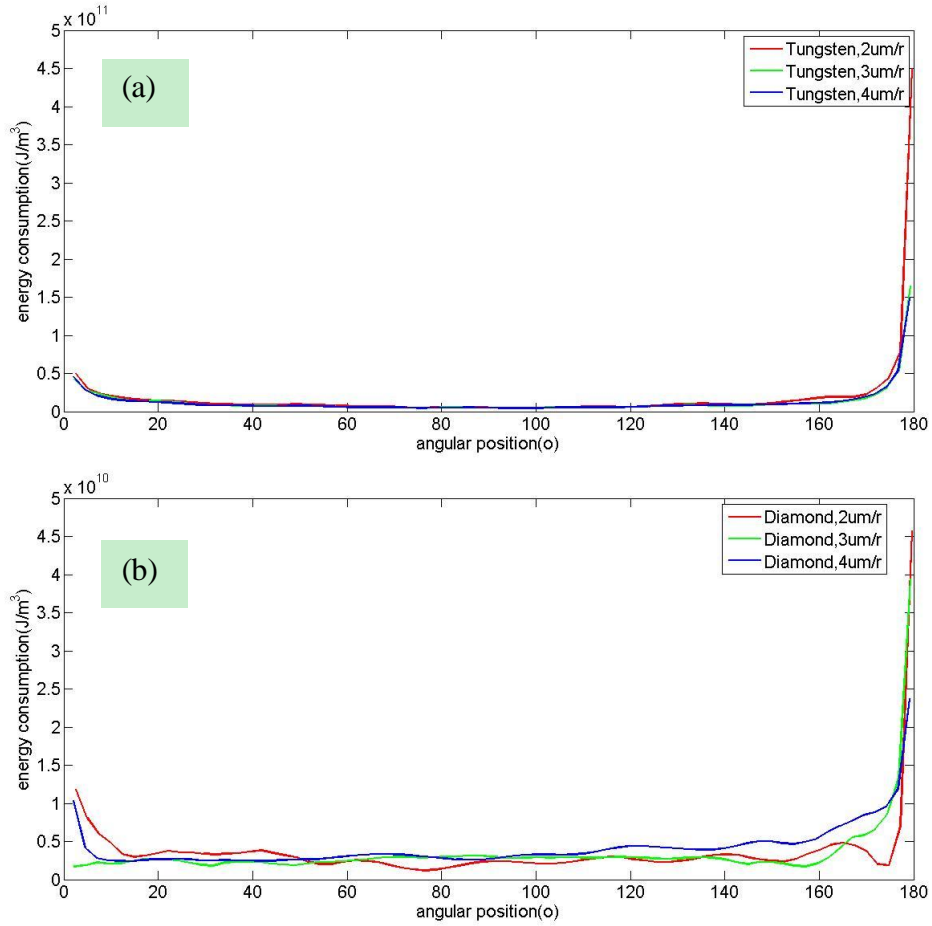 x 10^11
5
4.5
4
3.5
3
2.5
2
1.5
1
0.5
0
energy consumption(J/m^3)
(a)
Tungsten,2um/r
Tungsten,3um/r
Tungsten,4um/r
0 20 40 60 80 100 120 140 160 180
angular position(o)
x 10^10
5
4.5
4
3.5
3
2.5
2
1.5
1
0.5
0
energy consumption(J/m^3)
(b)
Diamond,2um/r
Diamond,3um/r
Diamond,4um/r
0 20 40 60 80 100 120 140 160 180
angular position(o)